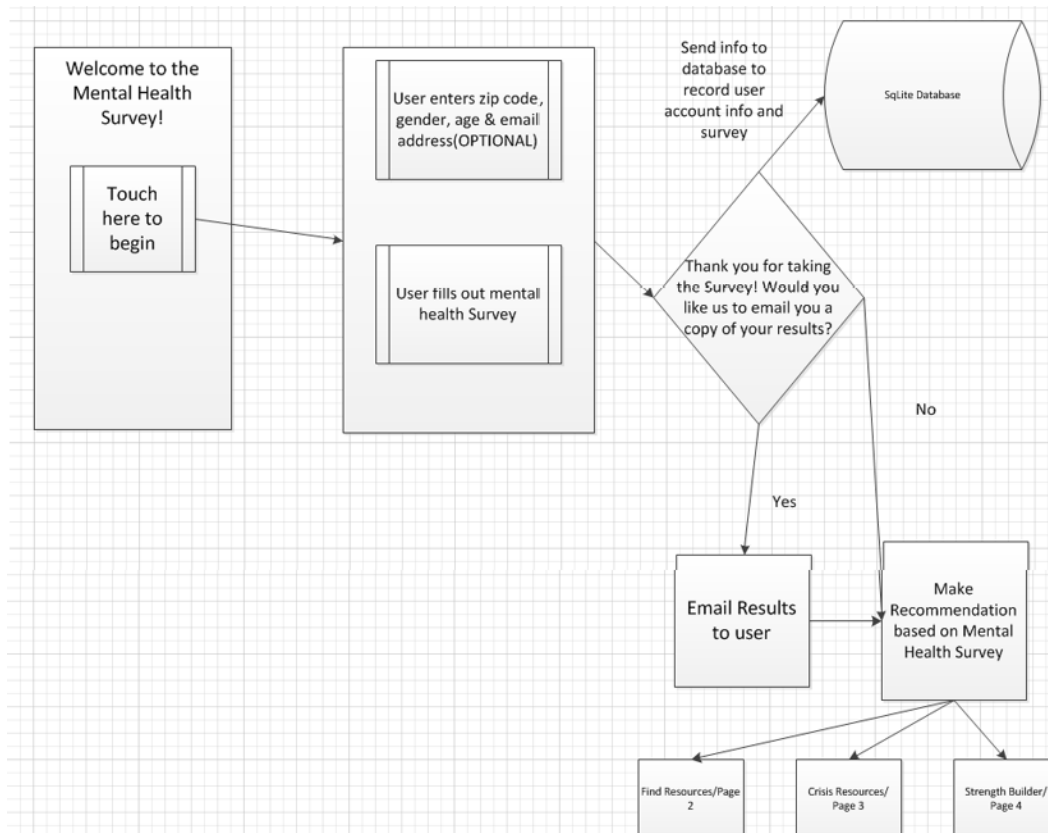 Welcome to the
Mental Health
Survey!
Touch
here to
begin
User enters zip code,
gender, age & email
address(OPTIONAL)
User fills out mental
health Survey
Send info to
database to
record user
account info and
survey
SqLite Database
Thank you for taking
the Survey! Would you
like us to email you a
copy of your results?
No
Yes
Email Results
to user
Make
Recommendation
based on Mental
Health Survey
Find Resources/Page
2
Crisis Resources/
Page 3
Strength Builder/
Page 4